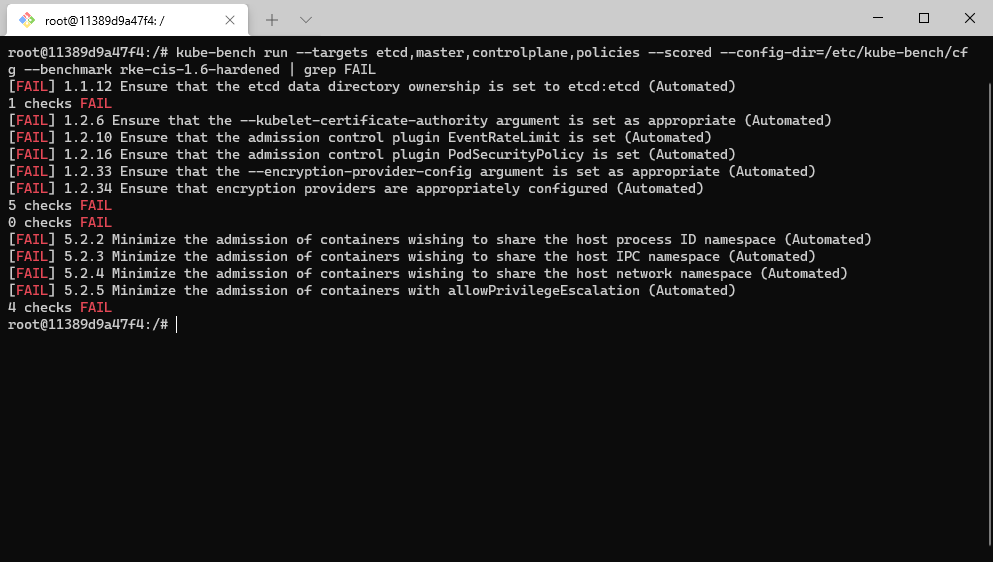 root@11389d9a47f4: /
root@11389d9a47f4:/# kube-bench run --targets etcd,master,controlplane,policies --scored --config-dir=/etc/kube-bench/cf
g --benchmark rke-cis-1.6-hardened | grep FAIL
[FAIL] 1.1.12 Ensure that the etcd data directory ownership is set to etcd:etcd (Automated)
1 checks FAIL
[FAIL] 1.2.6 Ensure that the --kubelet-certificate-authority argument is set as appropriate (Automated)
[FAIL] 1.2.10 Ensure that the admission control plugin EventRateLimit is set (Automated)
[FAIL] 1.2.16 Ensure that the admission control plugin PodSecurityPolicy is set (Automated)
[FAIL] 1.2.33 Ensure that the --encryption-provider-config argument is set as appropriate (Automated)
[FAIL] 1.2.34 Ensure that encryption providers are appropriately configured (Automated)
5 checks FAIL
0 checks FAIL
[FAIL] 5.2.2 Minimize the admission of containers wishing to share the host process ID namespace (Automated)
[FAIL] 5.2.3 Minimize the admission of containers wishing to share the host IPC namespace (Automated)
[FAIL] 5.2.4 Minimize the admission of containers wishing to share the host network namespace (Automated)
[FAIL] 5.2.5 Minimize the admission of containers with allowPrivilegeEscalation (Automated)
4 checks FAIL
root@11389d9a47f4:/#